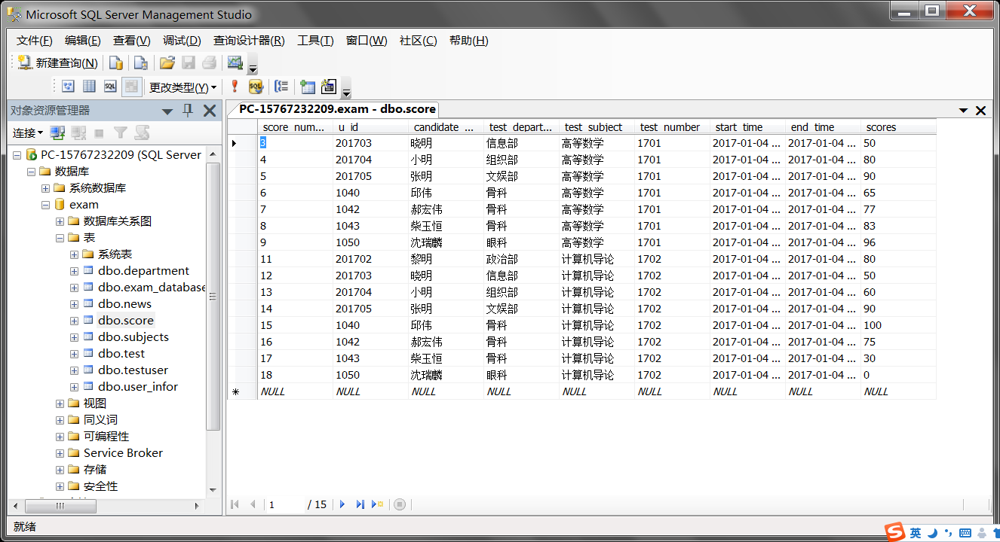 Microsoft SQL Server Management Studio
文件(F) 编辑(E) 查看(V) 调试(D) 查询设计器(R) 工具(T) 窗口(W) 社区(C) 帮助(H)
新建查询(N)
SQL 更改类型(Y) SQL
对象资源管理器
连接
PC-15767232209 (SQL Server
数据库
系统数据库
exam
数据库关系图
表
系统表
dbo.department
dbo.exam_database
dbo.news
dbo.score
dbo.subjects
dbo.test
dbo.testuser
dbo.user_infor
视图
同义词
可编程性
Service Broker
存储
安全性
PC-15767232209.exam - dbo.score
score_num... u_id candidate_... test_depart... test_subject test_number start_time end_time scores
3 201703 晓明 信息部 高等数学 1701 2017-01-04 ... 2017-01-04 ... 50
4 201704 小明 组织部 高等数学 1701 2017-01-04 ... 2017-01-04 ... 80
5 201705 张明 文娱部 高等数学 1701 2017-01-04 ... 2017-01-04 ... 90
6 1040 邱伟 骨科 高等数学 1701 2017-01-04 ... 2017-01-04 ... 65
7 1042 郝宏伟 骨科 高等数学 1701 2017-01-04 ... 2017-01-04 ... 77
8 1043 柴玉恒 骨科 高等数学 1701 2017-01-04 ... 2017-01-04 ... 83
9 1050 沈瑞麟 眼科 高等数学 1701 2017-01-04 ... 2017-01-04 ... 96
11 201702 黎明 政治部 计算机导论 1702 2017-01-04 ... 2017-01-04 ... 80
12 201703 晓明 信息部 计算机导论 1702 2017-01-04 ... 2017-01-04 ... 50
13 201704 小明 组织部 计算机导论 1702 2017-01-04 ... 2017-01-04 ... 60
14 201705 张明 文娱部 计算机导论 1702 2017-01-04 ... 2017-01-04 ... 90
15 1040 邱伟 骨科 计算机导论 1702 2017-01-04 ... 2017-01-04 ... 100
16 1042 郝宏伟 骨科 计算机导论 1702 2017-01-04 ... 2017-01-04 ... 75
17 1043 柴玉恒 骨科 计算机导论 1702 2017-01-04 ... 2017-01-04 ... 30
18 1050 沈瑞麟 眼科 计算机导论 1702 2017-01-04 ... 2017-01-04 ... 0
NULL NULL NULL NULL NULL NULL NULL NULL NULL
1 / 15
就绪
S 英